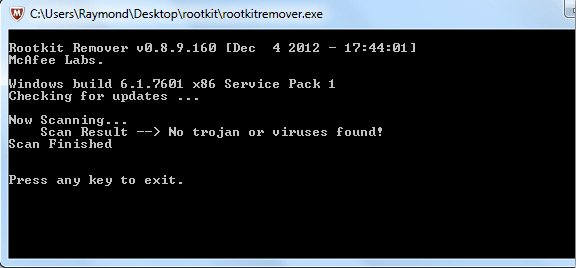 C:\Users\Raymond\Desktop\rootkit\rootkitremover.exe
Rootkit Remover v0.8.9.160 [Dec  4 2012 - 17:44:01]
McAfee Labs.
Windows build 6.1.7601 x86 Service Pack 1
Checking for updates ...
Now Scanning...
    Scan Result --> No trojan or viruses found!
Scan Finished
Press any key to exit.